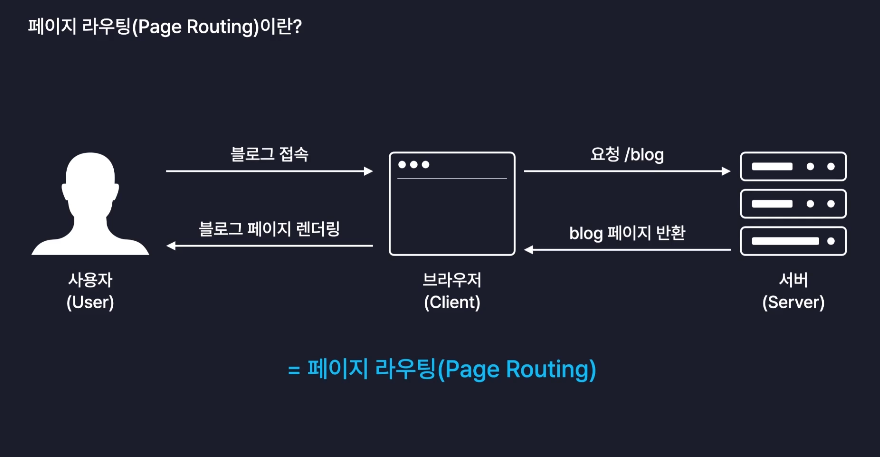 페이지 라우팅(Page Routing)이란?
블로그 접속
요청 /blog
블로그 페이지 렌더링
blog 페이지 반환
사용자
(User)
브라우저
(Client)
서버
(Server)
= 페이지 라우팅(Page Routing)